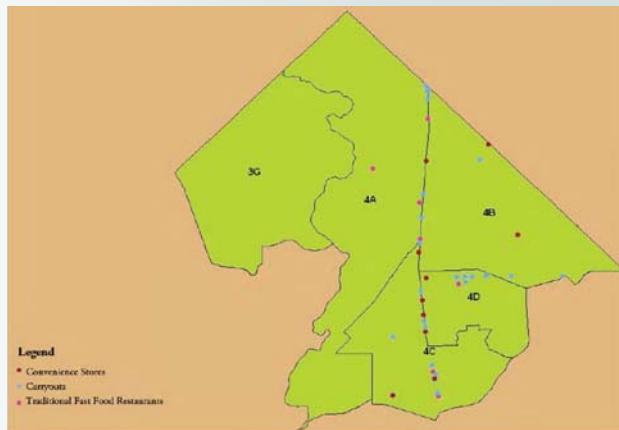 3G
4A
4B
4D
4C
Legend
Convenience Stores
Carryouts
Traditional Fast Food Restaurants